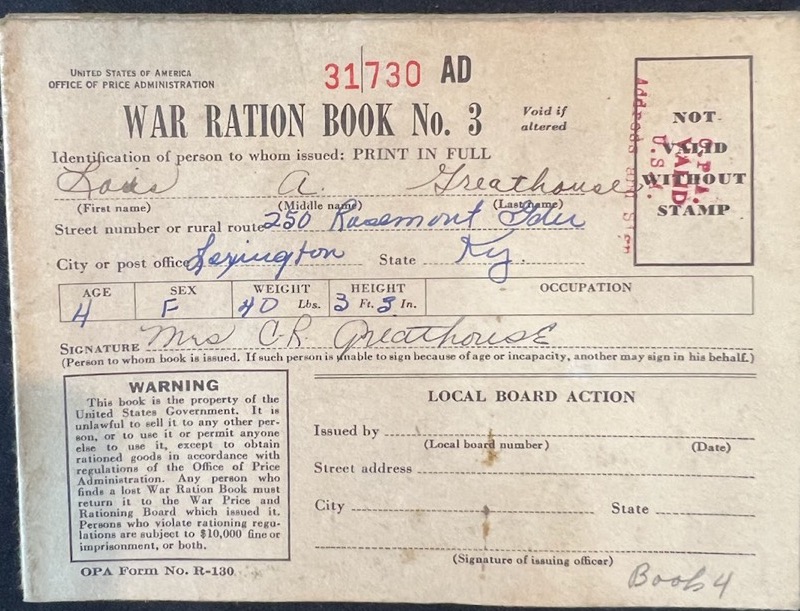 UNITED STATES OF AMERICA
OFFICE OF PRICE ADMINISTRATION
31730 AD
WAR RATION BOOK No. 3
Void if altered
Identification of person to whom issued: PRINT IN FULL
Lois A. Greathouse
(First name) (Middle name) (Last name)
Street number or rural route 250 Rosemont Gdn
City or post office Lexington State Ky.
AGE SEX WEIGHT HEIGHT OCCUPATION
4 F 40 Lbs. 3 Ft. 3 In.
SIGNATURE Mrs C.R. Greathouse
(Person to whom book is issued. If such person is unable to sign because of age or incapacity, another may sign in his behalf.)
NOT
VALID
WITHOUT
STAMP
O.P.A.
VALID
U.S.A.
Address and Sign
WARNING
This book is the property of the
United States Government. It is
unlawful to sell it to any other per-
son, or to use it or permit anyone
else to use it, except to obtain
rationed goods in accordance with
regulations of the Office of Price
Administration. Any person who
finds a lost War Ration Book must
return it to the War Price and
Rationing Board which issued it.
Persons who violate rationing regu-
lations are subject to $10,000 fine or
imprisonment, or both.
OPA Form No. R-130
LOCAL BOARD ACTION
Issued by
(Local board number) (Date)
Street address
City State
(Signature of issuing officer)
Book 4